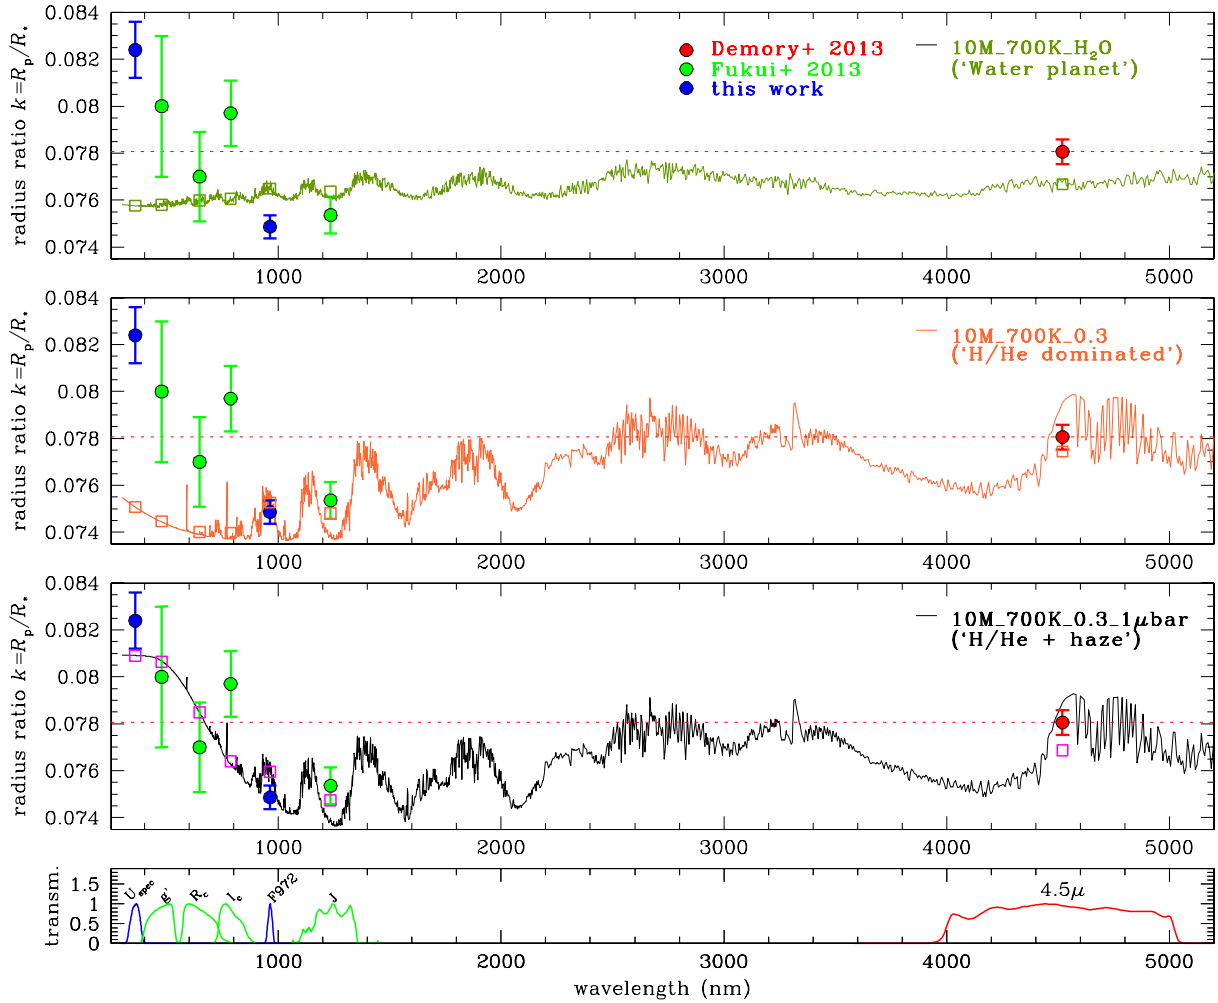 0.084
0.082
0.08
0.078
0.076
0.074
radius ratio k=Rp/R⋆
Demory+ 2013
Fukui+ 2013
this work
10M_700K_H₂O
(‘Water planet’)
1000 2000 3000 4000 5000
0.084
0.082
0.08
0.078
0.076
0.074
radius ratio k=Rp/R⋆
10M_700K_0.3
(‘H/He dominated’)
1000 2000 3000 4000 5000
0.084
0.082
0.08
0.078
0.076
0.074
radius ratio k=Rp/R⋆
10M_700K_0.3_1μbar
(‘H/He + haze’)
1000 2000 3000 4000 5000
1.5
1
0.5
0
transm.
U spec g' R c I c F972 J 4.5μ
1000 2000 3000 4000 5000
wavelength (nm)